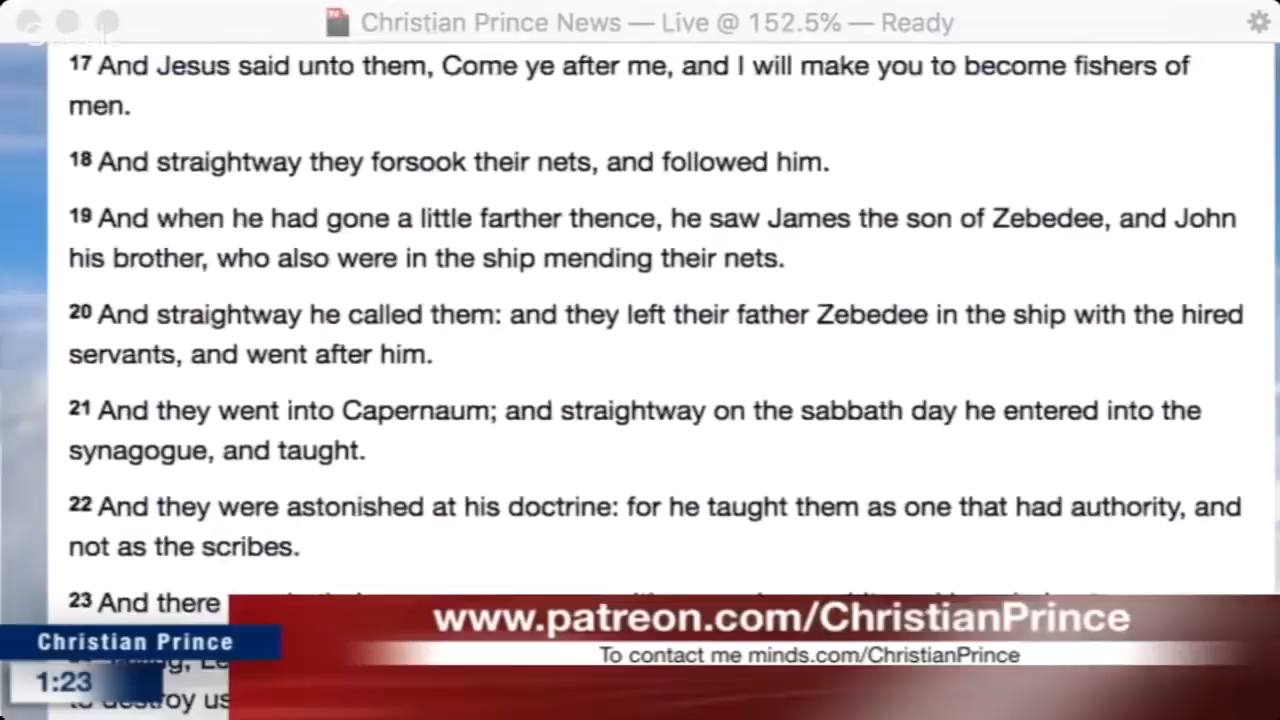 Christian Prince News — Live @ 152.5% — Ready
17 And Jesus said unto them, Come ye after me, and I will make you to become fishers of
men.
18 And straightway they forsook their nets, and followed him.
19 And when he had gone a little farther thence, he saw James the son of Zebedee, and John
his brother, who also were in the ship mending their nets.
20 And straightway he called them: and they left their father Zebedee in the ship with the hired
servants, and went after him.
21 And they went into Capernaum; and straightway on the sabbath day he entered into the
synagogue, and taught.
22 And they were astonished at his doctrine: for he taught them as one that had authority, and
not as the scribes.
23 And there
www.patreon.com/ChristianPrince
To contact me minds.com/ChristianPrince
Christian Prince
1:23
us